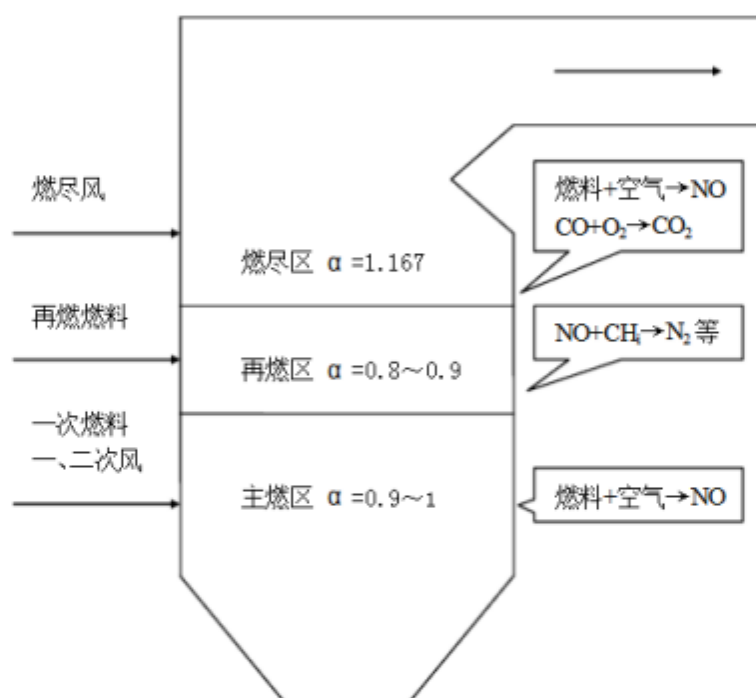 燃尽风
燃料+空气→NO
CO+O₂→CO₂
燃尽区 α=1.167
再燃燃料
NO+CHᵢ→N₂等
再燃区 α=0.8～0.9
一次燃料
一、二次风
主燃区 α=0.9～1
燃料+空气→NO